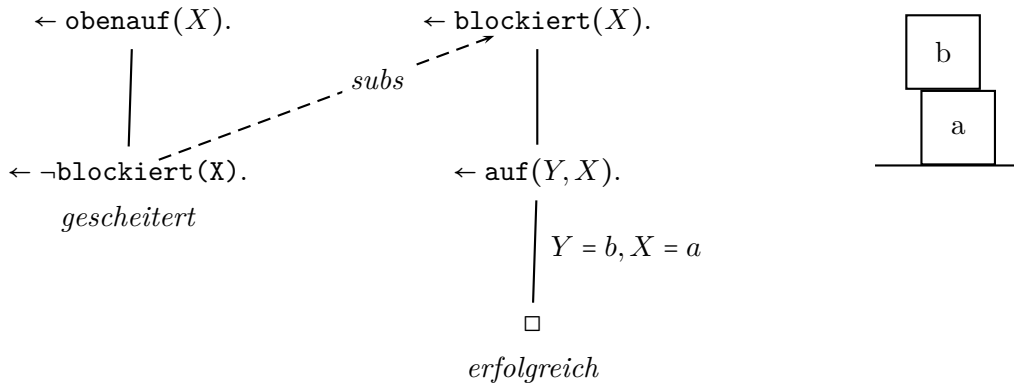 ← obenauf(X). ← blockiert(X).
b
subs
a
← ¬blockiert(X). ← auf(Y, X).
gescheitert
Y = b, X = a
□
erfolgreich